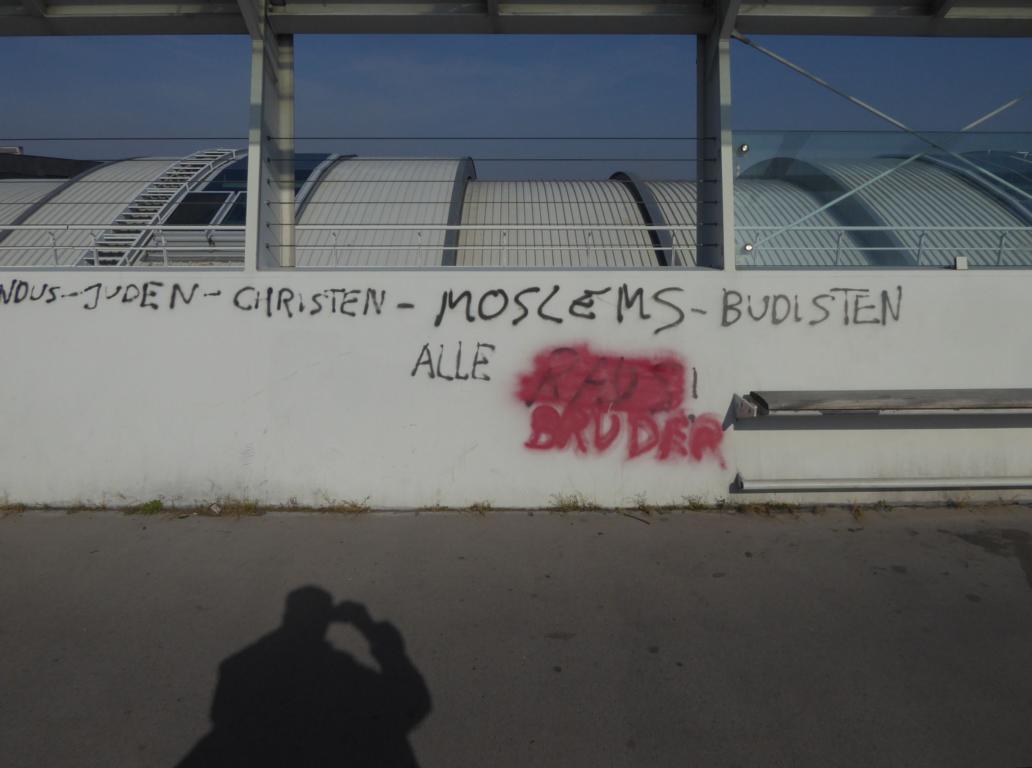 NDUS-JUDEN-CHRISTEN-MOSLEMS-BUDISTEN
ALLE !
BRUDER